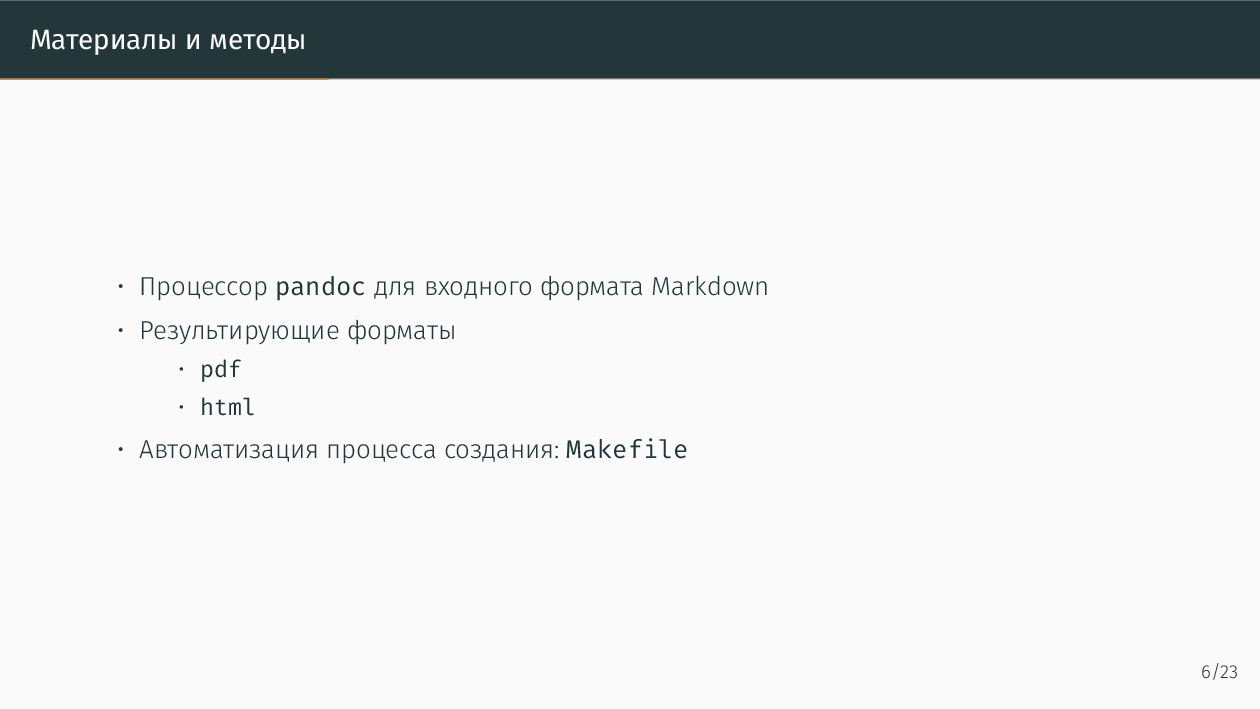 Материалы и методы
• Процессор pandoc для входного формата Markdown
• Результирующие форматы
• pdf
• html
• Автоматизация процесса создания: Makefile
6/23